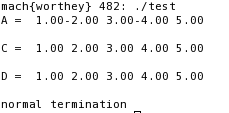 mach{worthey} 482: ./test
A =  1.00-2.00 3.00-4.00 5.00
C =  1.00 2.00 3.00 4.00 5.00
D =  1.00 2.00 3.00 4.00 5.00
normal termination